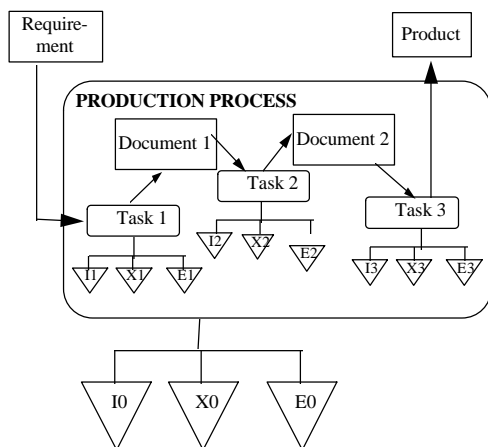 Require-
ment
Product
PRODUCTION PROCESS
Document 1
Document 2
Task 2
Task 1
Task 3
I1
X1
E1
I2
X2
E2
I3
X3
E3
I0
X0
E0